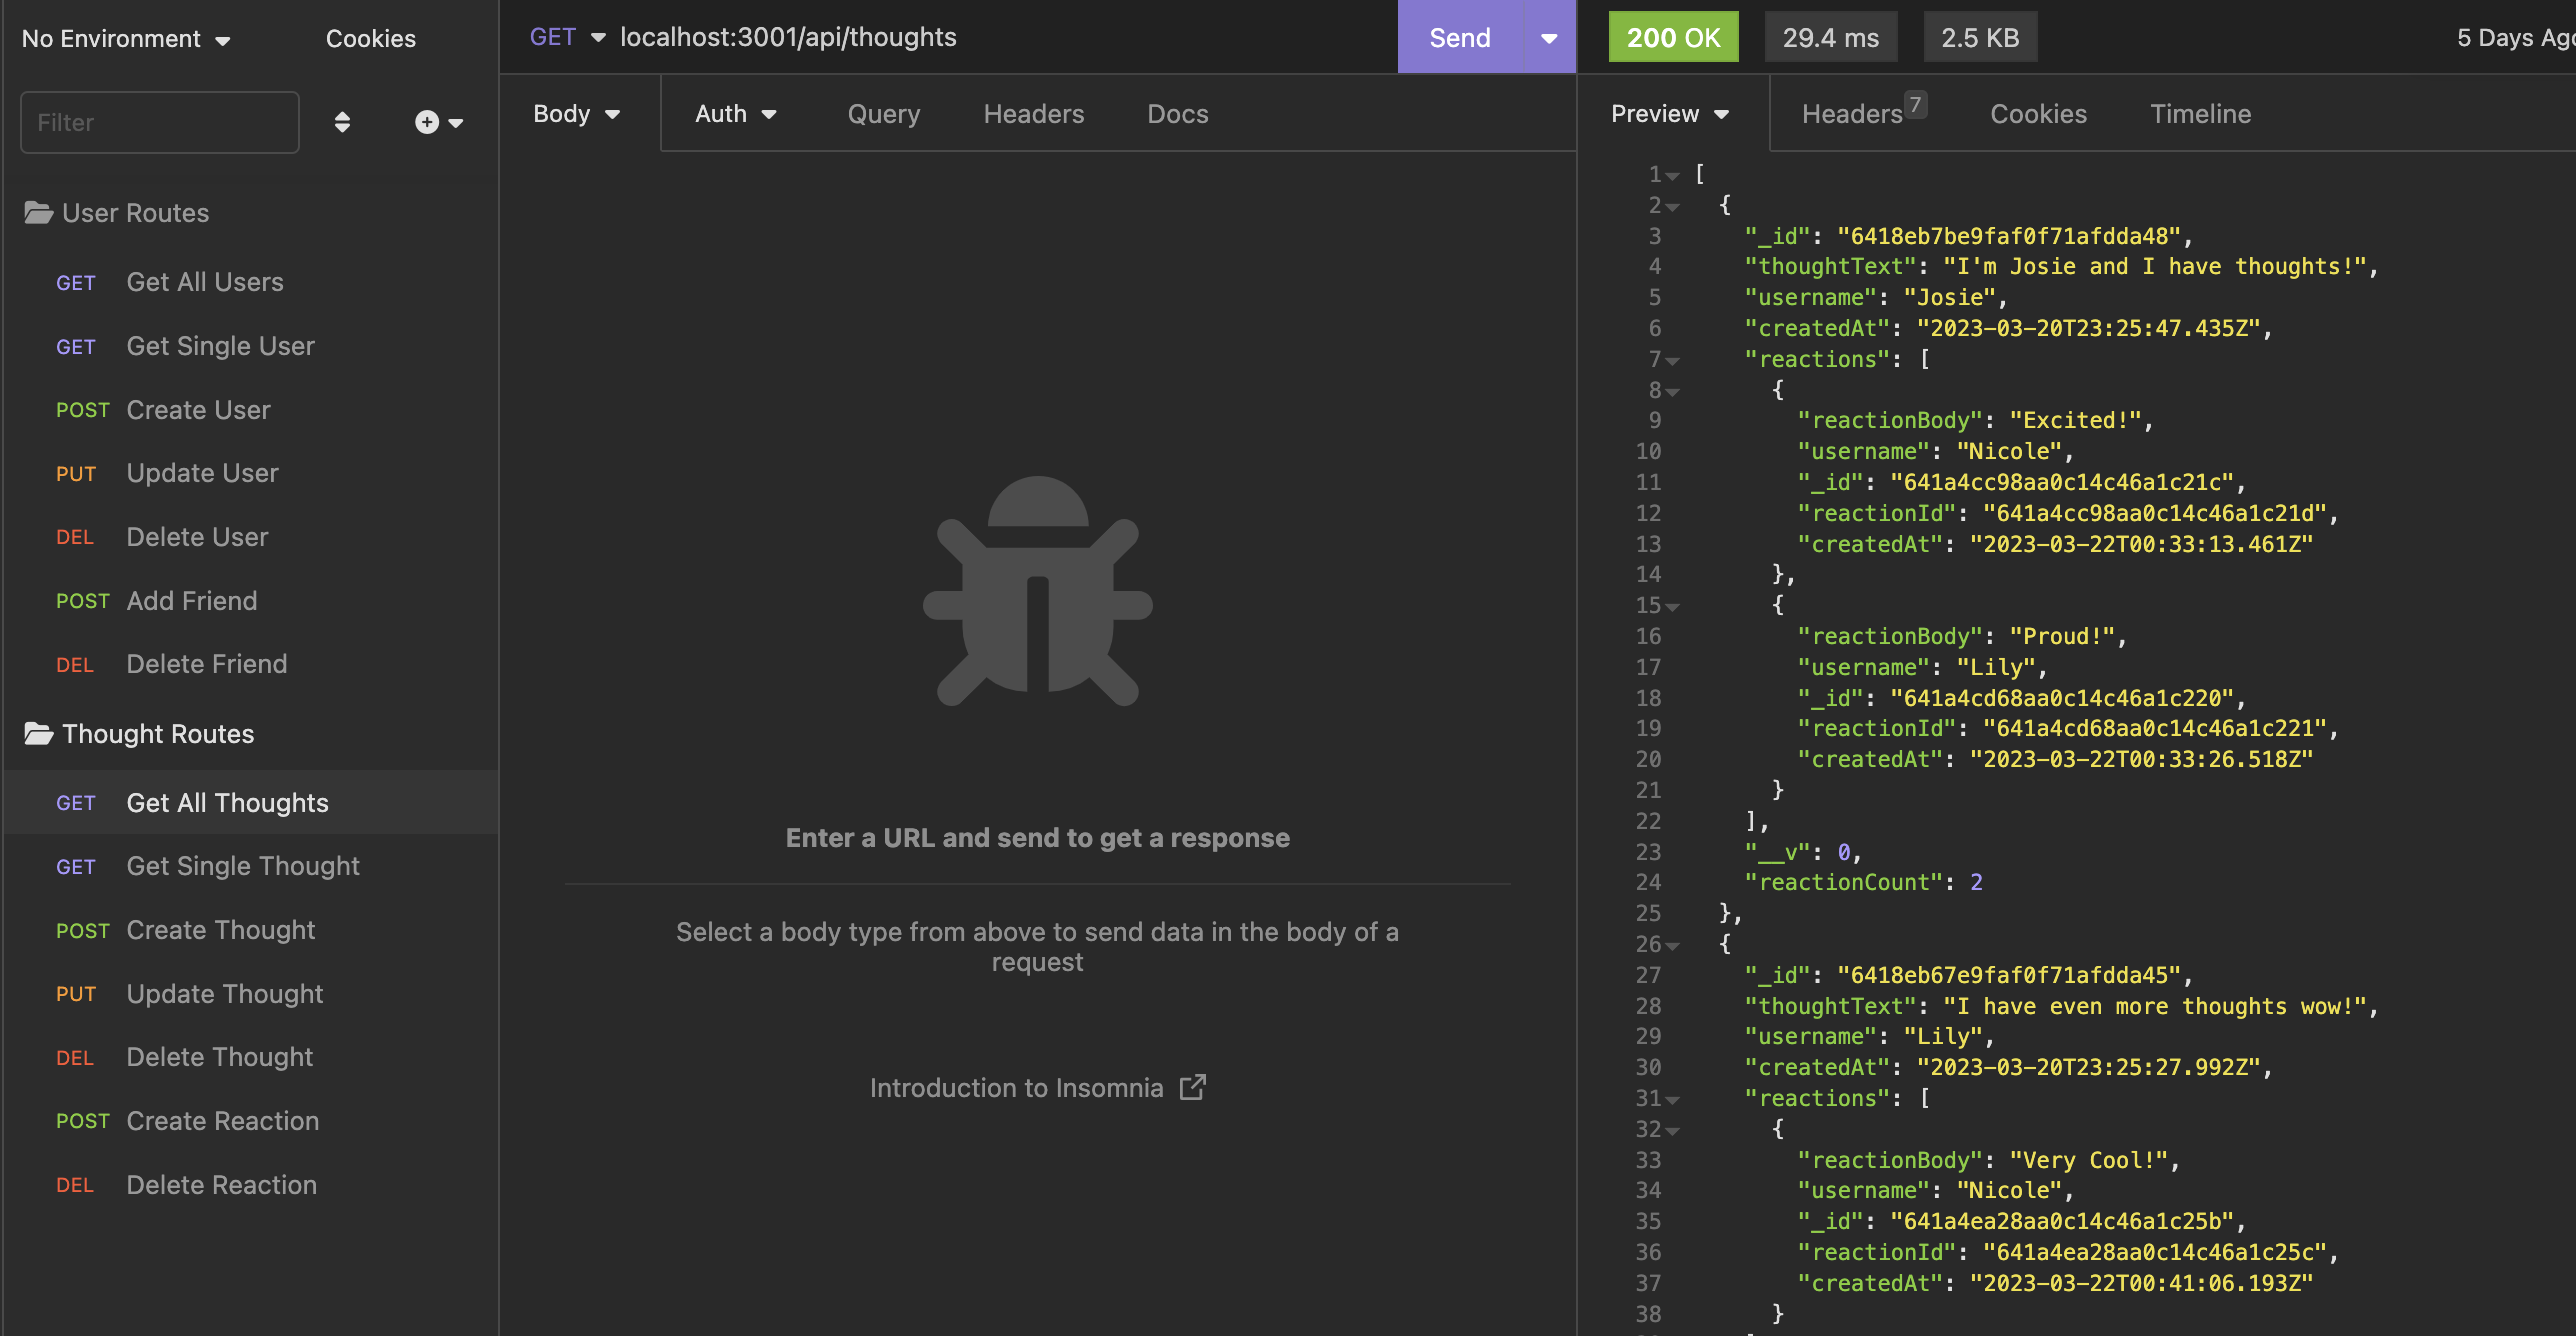 No Environment
Cookies
Filter
User Routes
GET Get All Users
GET Get Single User
POST Create User
PUT Update User
DEL Delete User
POST Add Friend
DEL Delete Friend
Thought Routes
GET Get All Thoughts
GET Get Single Thought
POST Create Thought
PUT Update Thought
DEL Delete Thought
POST Create Reaction
DEL Delete Reaction
GET localhost:3001/api/thoughts
Send
Body Auth Query Headers Docs
Enter a URL and send to get a response
Select a body type from above to send data in the body of a
request
Introduction to Insomnia
200 OK 29.4 ms 2.5 KB 5 Days Ago
Preview Headers 7 Cookies Timeline
1 [
2 {
3 "_id": "6418eb7be9faf0f71afdda48",
4 "thoughtText": "I'm Josie and I have thoughts!",
5 "username": "Josie",
6 "createdAt": "2023-03-20T23:25:47.435Z",
7 "reactions": [
8 {
9 "reactionBody": "Excited!",
10 "username": "Nicole",
11 "_id": "641a4cc98aa0c14c46a1c21c",
12 "reactionId": "641a4cc98aa0c14c46a1c21d",
13 "createdAt": "2023-03-22T00:33:13.461Z"
14 },
15 {
16 "reactionBody": "Proud!",
17 "username": "Lily",
18 "_id": "641a4cd68aa0c14c46a1c220",
19 "reactionId": "641a4cd68aa0c14c46a1c221",
20 "createdAt": "2023-03-22T00:33:26.518Z"
21 }
22 ],
23 "__v": 0,
24 "reactionCount": 2
25 },
26 {
27 "_id": "6418eb67e9faf0f71afdda45",
28 "thoughtText": "I have even more thoughts wow!",
29 "username": "Lily",
30 "createdAt": "2023-03-20T23:25:27.992Z",
31 "reactions": [
32 {
33 "reactionBody": "Very Cool!",
34 "username": "Nicole",
35 "_id": "641a4ea28aa0c14c46a1c25b",
36 "reactionId": "641a4ea28aa0c14c46a1c25c",
37 "createdAt": "2023-03-22T00:41:06.193Z"
38 }